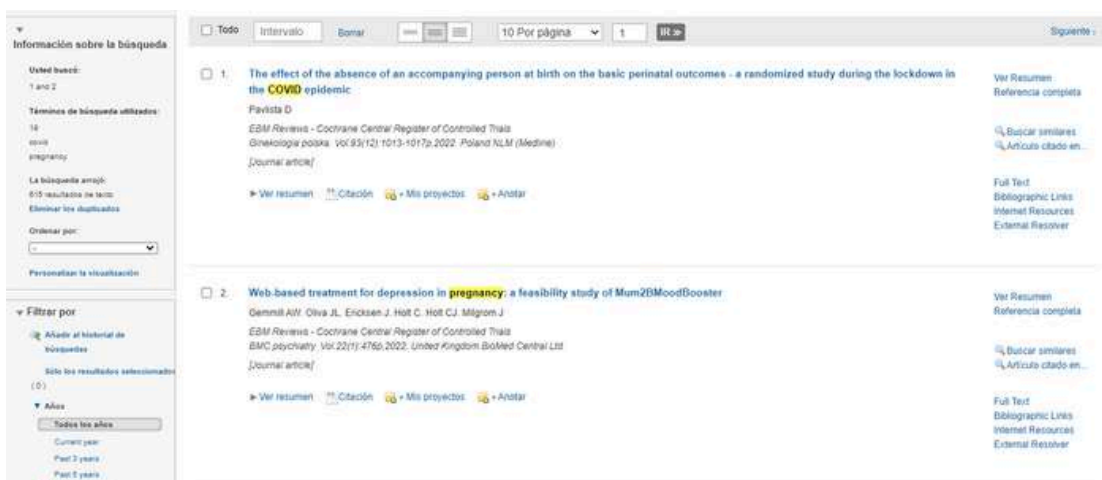 Información sobre la búsqueda
Usted buscó:
1 and 2
Términos de búsqueda utilizados:
19
covid
pregnancy
La búsqueda arrojó:
615 resultados de texto
Eliminar los duplicados
Ordenar por:
-
Personalizar la visualización
Filtrar por
Añadir al historial de
búsquedas
Sólo los resultados seleccionados
(0)
Años
Todos los años
Current year
Past 3 years
Past 5 years
Todo Intervalo Borrar 10 Por página 1 IR » Siguiente ›
1. The effect of the absence of an accompanying person at birth on the basic perinatal outcomes - a randomized study during the lockdown in
the COVID epidemic
Pavlista D
EBM Reviews - Cochrane Central Register of Controlled Trials
Ginekologia polska. Vol.93(12):1013-1017p,2022. Poland NLM (Medline)
[Journal article]
► Ver resumen Citación + Mis proyectos + Anotar
Ver Resumen
Referencia completa
Buscar similares
Artículo citado en...
Full Text
Bibliographic Links
Internet Resources
External Resolver
2. Web-based treatment for depression in pregnancy: a feasibility study of Mum2BMoodBooster
Gemmill AW. Oliva JL. Ericksen J. Holt C. Holt CJ. Milgrom J
EBM Reviews - Cochrane Central Register of Controlled Trials
BMC psychiatry. Vol.22(1):476p,2022. United Kingdom BioMed Central Ltd
[Journal article]
► Ver resumen Citación + Mis proyectos + Anotar
Ver Resumen
Referencia completa
Buscar similares
Artículo citado en...
Full Text
Bibliographic Links
Internet Resources
External Resolver